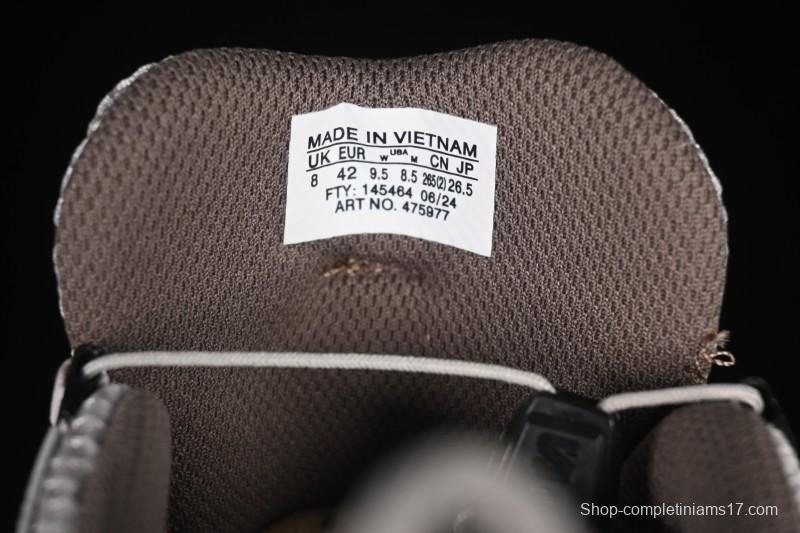 MADE IN VIETNAM
UK EUR W USA M CN JP
8 42 9.5 8.5 265(2) 26.5
FTY: 145464 06/24
ART NO. 475977
Shop-completiniams17.com